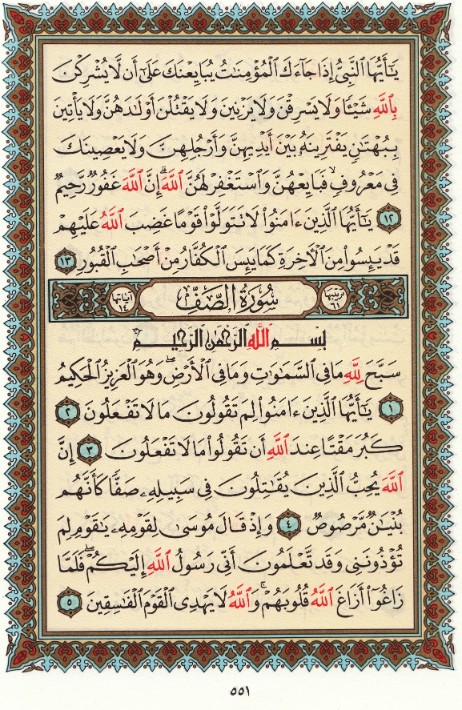 يَٰٓأَيُّهَا ٱلنَّبِيُّ إِذَا جَآءَكَ ٱلْمُؤْمِنَٰتُ يُبَايِعْنَكَ عَلَىٰٓ أَن لَّا يُشْرِكْنَ
بِٱللَّهِ شَيْـًٔا وَلَا يَسْرِقْنَ وَلَا يَزْنِينَ وَلَا يَقْتُلْنَ أَوْلَٰدَهُنَّ وَلَا يَأْتِينَ
بِبُهْتَٰنٍ يَفْتَرِينَهُۥ بَيْنَ أَيْدِيهِنَّ وَأَرْجُلِهِنَّ وَلَا يَعْصِينَكَ
فِى مَعْرُوفٍ فَبَايِعْهُنَّ وَٱسْتَغْفِرْ لَهُنَّ ٱللَّهَ إِنَّ ٱللَّهَ غَفُورٌ رَّحِيمٌ
١٢ يَٰٓأَيُّهَا ٱلَّذِينَ ءَامَنُوا۟ لَا تَتَوَلَّوْا۟ قَوْمًا غَضِبَ ٱللَّهُ عَلَيْهِمْ
قَدْ يَئِسُوا۟ مِنَ ٱلْءَاخِرَةِ كَمَا يَئِسَ ٱلْكُفَّارُ مِنْ أَصْحَٰبِ ٱلْقُبُورِ ١٣
ترتيبها ٦١ سُورَةُ الصَّفِّ آياتها ١٤
بِسْمِ ٱللَّهِ ٱلرَّحْمَٰنِ ٱلرَّحِيمِ
سَبَّحَ لِلَّهِ مَا فِى ٱلسَّمَٰوَٰتِ وَمَا فِى ٱلْأَرْضِ ۖ وَهُوَ ٱلْعَزِيزُ ٱلْحَكِيمُ
١ يَٰٓأَيُّهَا ٱلَّذِينَ ءَامَنُوا۟ لِمَ تَقُولُونَ مَا لَا تَفْعَلُونَ ٢
كَبُرَ مَقْتًا عِندَ ٱللَّهِ أَن تَقُولُوا۟ مَا لَا تَفْعَلُونَ ٣ إِنَّ
ٱللَّهَ يُحِبُّ ٱلَّذِينَ يُقَٰتِلُونَ فِى سَبِيلِهِۦ صَفًّا كَأَنَّهُم
بُنْيَٰنٌ مَّرْصُوصٌ ٤ وَإِذْ قَالَ مُوسَىٰ لِقَوْمِهِۦ يَٰقَوْمِ لِمَ
تُؤْذُونَنِى وَقَد تَّعْلَمُونَ أَنِّى رَسُولُ ٱللَّهِ إِلَيْكُمْ ۖ فَلَمَّا
زَاغُوٓا۟ أَزَاغَ ٱللَّهُ قُلُوبَهُمْ ۚ وَٱللَّهُ لَا يَهْدِى ٱلْقَوْمَ ٱلْفَٰسِقِينَ ٥
٥٥١